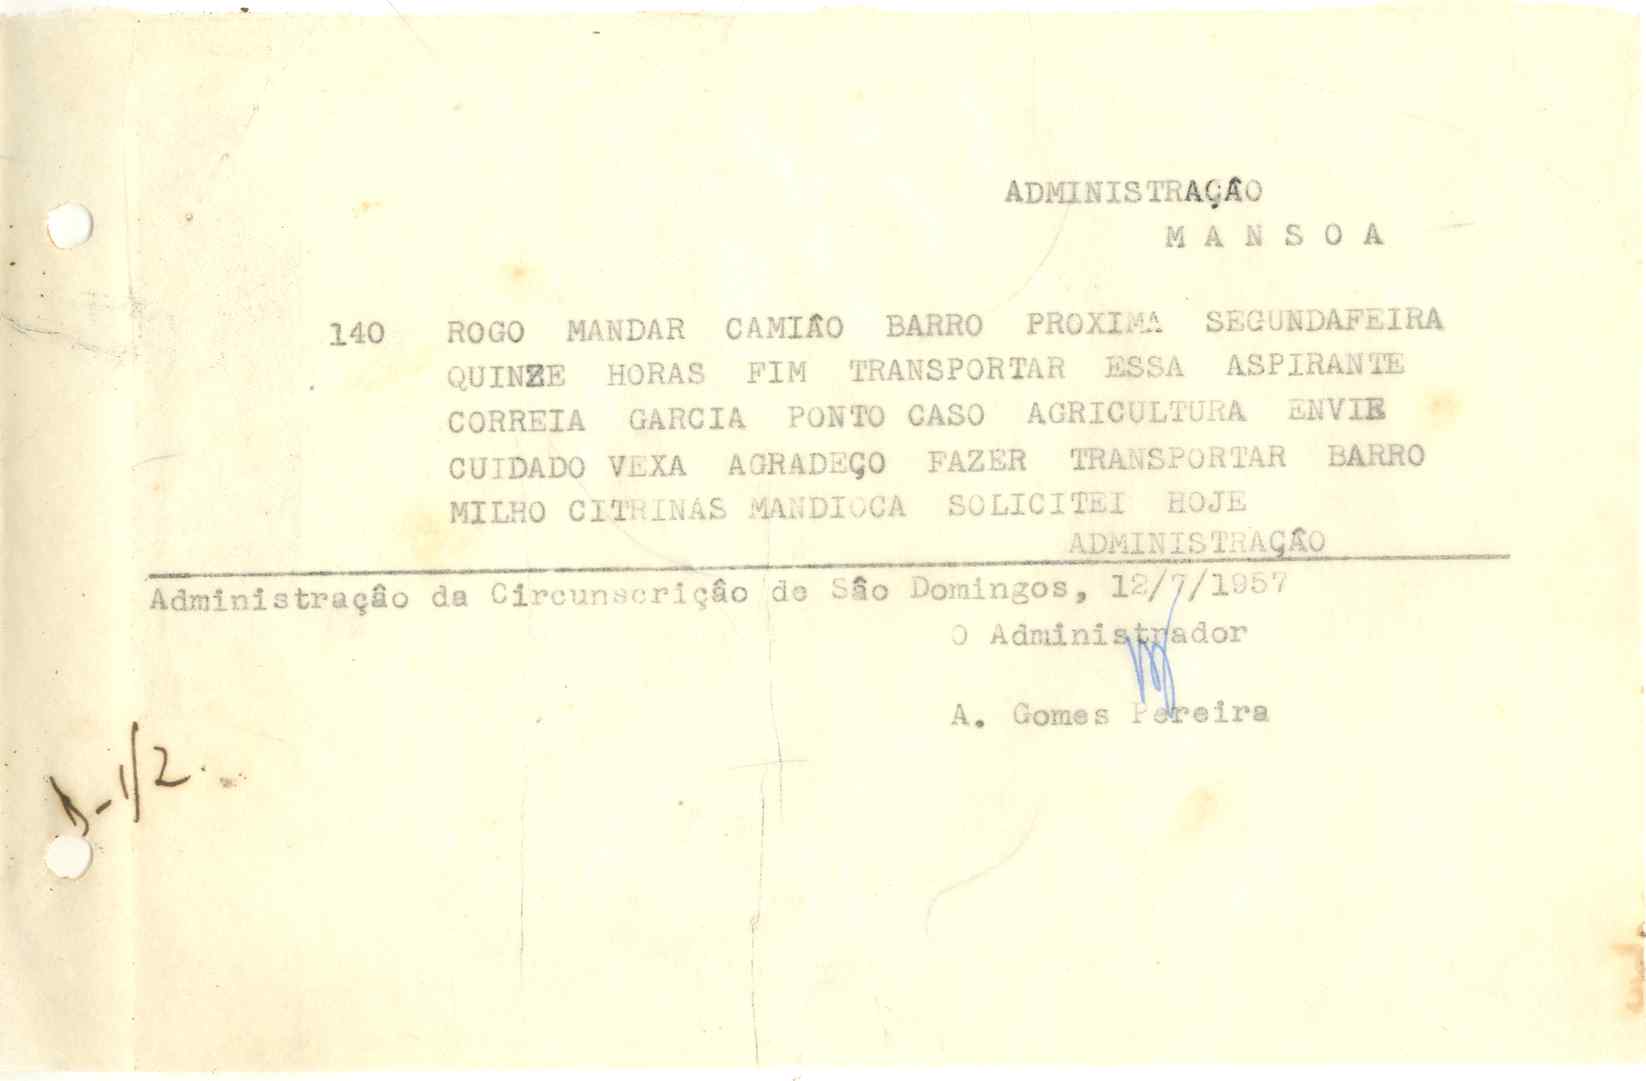 ADMINISTRAÇÂO
M A N S O A
140 ROGO MANDAR CAMIÂO BARRO PROXIMA SEGUNDAFEIRA
QUINZE HORAS FIM TRANSPORTAR ESSA ASPIRANTE
CORREIA GARCIA PONTO CASO AGRICULTURA ENVIE
CUIDADO VEXA AGRADEÇO FAZER TRANSPORTAR BARRO
MILHO CITRINAS MANDIOCA SOLICITEI HOJE
ADMINISTRAÇÂO
Administraçâo da Circunscriçâo de Sâo Domingos, 12/7/1957
O Administrador
A. Gomes Pereira
-1/2.